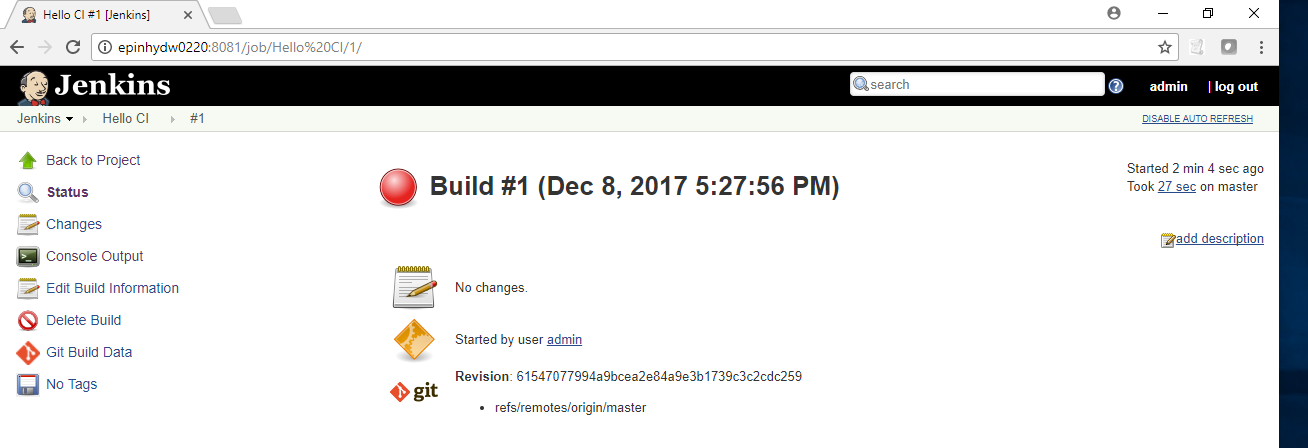 Hello CI #1 [Jenkins]
epinhydw0220:8081/job/Hello%20CI/1/
Jenkins
search
admin
| log out
Jenkins
Hello CI
#1
DISABLE AUTO REFRESH
Back to Project
Status
Changes
Console Output
Edit Build Information
Delete Build
Git Build Data
No Tags
Build #1 (Dec 8, 2017 5:27:56 PM)
Started 2 min 4 sec ago
Took 27 sec on master
add description
No changes.
Started by user admin
git
Revision: 61547077994a9bcea2e84a9e3b1739c3c2cdc259
refs/remotes/origin/master